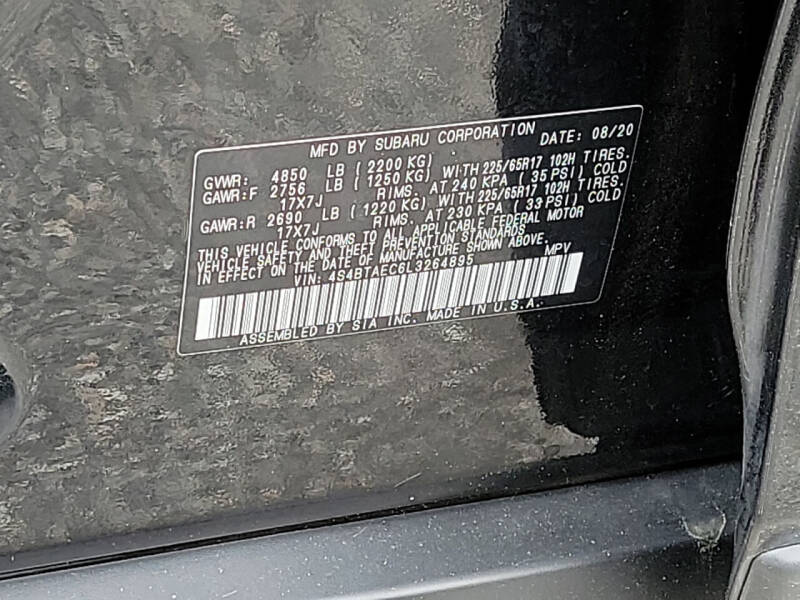 MFD BY SUBARU CORPORATION DATE: 08/20
GVWR: 4850 LB ( 2200 KG)
GAWR:F 2756 LB ( 1250 KG) WITH 225/65R17 102H TIRES.
17X7J RIMS. AT 240 KPA ( 35 PSI) COLD
GAWR:R 2690 LB ( 1220 KG) WITH 225/65R17 102H TIRES.
17X7J RIMS. AT 230 KPA ( 33 PSI) COLD
THIS VEHICLE CONFORMS TO ALL APPLICABLE FEDERAL MOTOR
VEHICLE SAFETY AND THEFT PREVENTION STANDARDS
IN EFFECT ON THE DATE OF MANUFACTURE SHOWN ABOVE.
VIN: 4S4BTAEC6L3264895 MPV
ASSEMBLED BY SIA INC. MADE IN U.S.A.